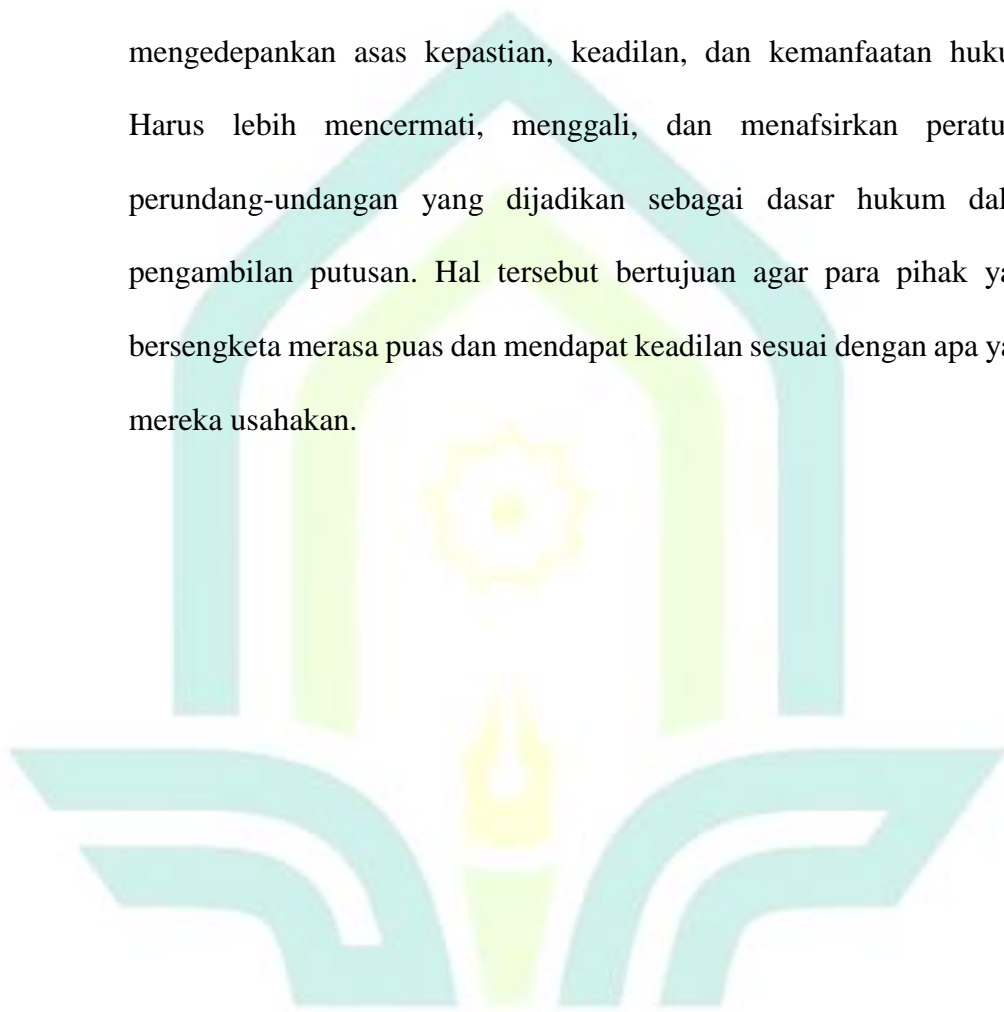 mengedepankan asas kepastian, keadilan, dan kemanfaatan huku
Harus lebih mencermati, menggali, dan menafsirkan peratu
perundang-undangan yang dijadikan sebagai dasar hukum dal
pengambilan putusan. Hal tersebut bertujuan agar para pihak ya
bersengketa merasa puas dan mendapat keadilan sesuai dengan apa ya
mereka usahakan.